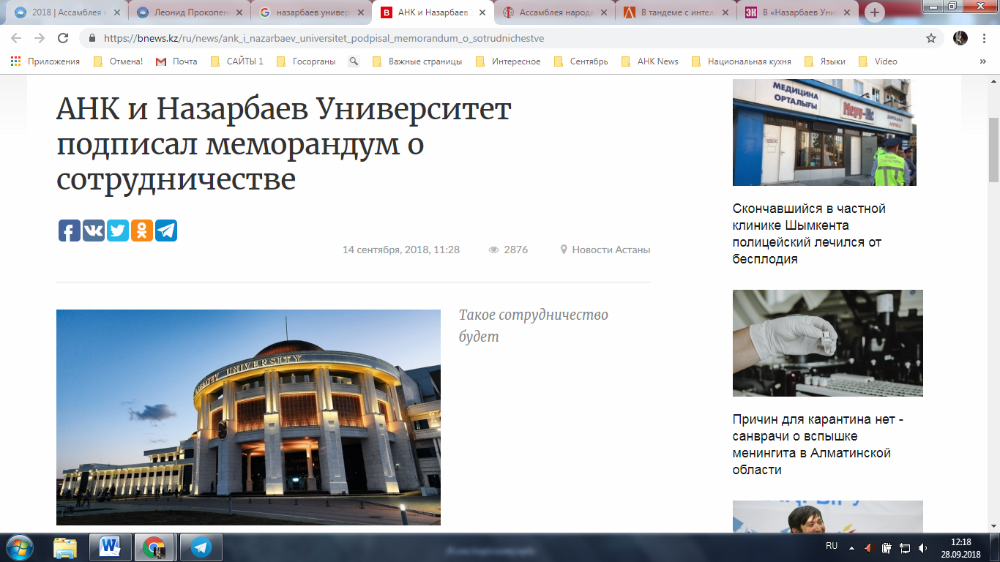 2018 | Ассамблея
Леонид Прокопен
назарбаев универ
АНК и Назарбаев
Ассамблея народа
В тандеме с интел
В «Назарбаев Уни
https://bnews.kz/ru/news/ank_i_nazarbaev_universitet_podpisal_memorandum_o_sotrudnichestve
Приложения
Отмена!
Почта
САЙТЫ 1
Госорганы
Важные страницы
Интересное
Сентябрь
АНК News
Национальная кухня
Языки
Video
»
АНК и Назарбаев Университет
подписал меморандум о
сотрудничестве
14 сентября, 2018, 11:28
2876
Новости Астаны
Такое сотрудничество
будет
UNIVERSITY
МЕДИЦИНА
ОРТАЛЫҒЫ
Скончавшийся в частной
клинике Шымкента
полицейский лечился от
бесплодия
Причин для карантина нет -
санврачи о вспышке
менингита в Алматинской
области
RU
12:18
28.09.2018